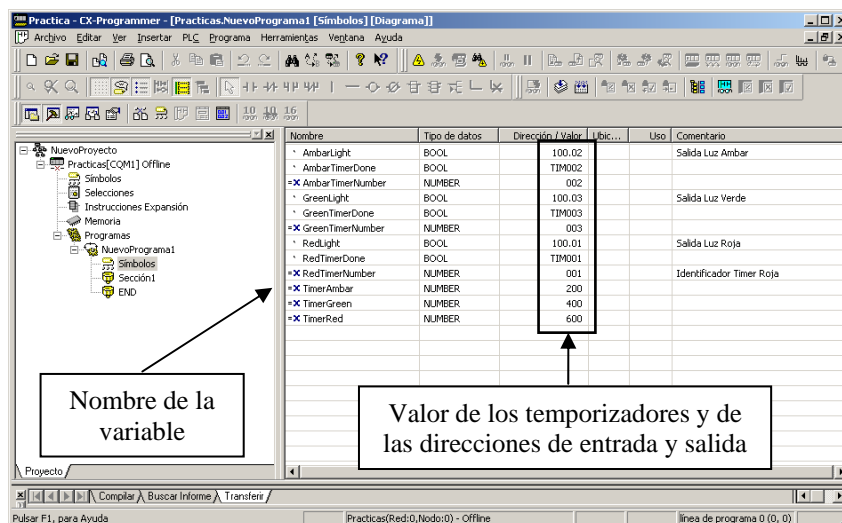 Practica - CX-Programmer - [Practicas.NuevoPrograma1 [Símbolos] [Diagrama]]
Archivo Editar Ver Insertar PLC Programa Herramientas Ventana Ayuda
10 10 16
Nombre Tipo de datos Dirección / Valor Ubic... Uso Comentario
AmbarLight BOOL 100.02 Salida Luz Ambar
AmbarTimerDone BOOL TIM002
AmbarTimerNumber NUMBER 002
GreenLight BOOL 100.03 Salida Luz Verde
GreenTimerDone BOOL TIM003
GreenTimerNumber NUMBER 003
RedLight BOOL 100.01 Salida Luz Roja
RedTimerDone BOOL TIM001
RedTimerNumber NUMBER 001 Identificador Timer Roja
TimerAmbar NUMBER 200
TimerGreen NUMBER 400
TimerRed NUMBER 600
NuevoProyecto
Practicas[CQM1] Offline
Símbolos
Selecciones
Instrucciones Expansión
Memoria
Programas
NuevoPrograma1
Símbolos
Sección1
END
Nombre de la
variable
Valor de los temporizadores y de
las direcciones de entrada y salida
Proyecto
Compilar Buscar Informe Transferir
Pulsar F1, para Ayuda Practicas(Red:0,Nodo:0) - Offline línea de programa 0 (0, 0)